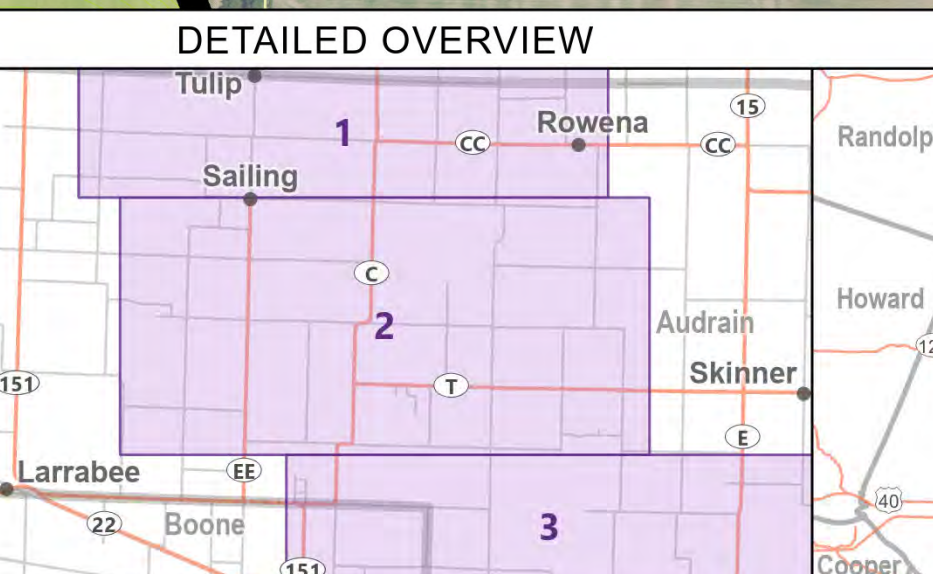 DETAILED OVERVIEW
Tulip
15
1
CC
Rowena
CC
Randolp
Sailing
C
Howard
2
Audrain
12
151
T
Skinner
E
Larrabee
EE
40
22
Boone
3
151
Cooper